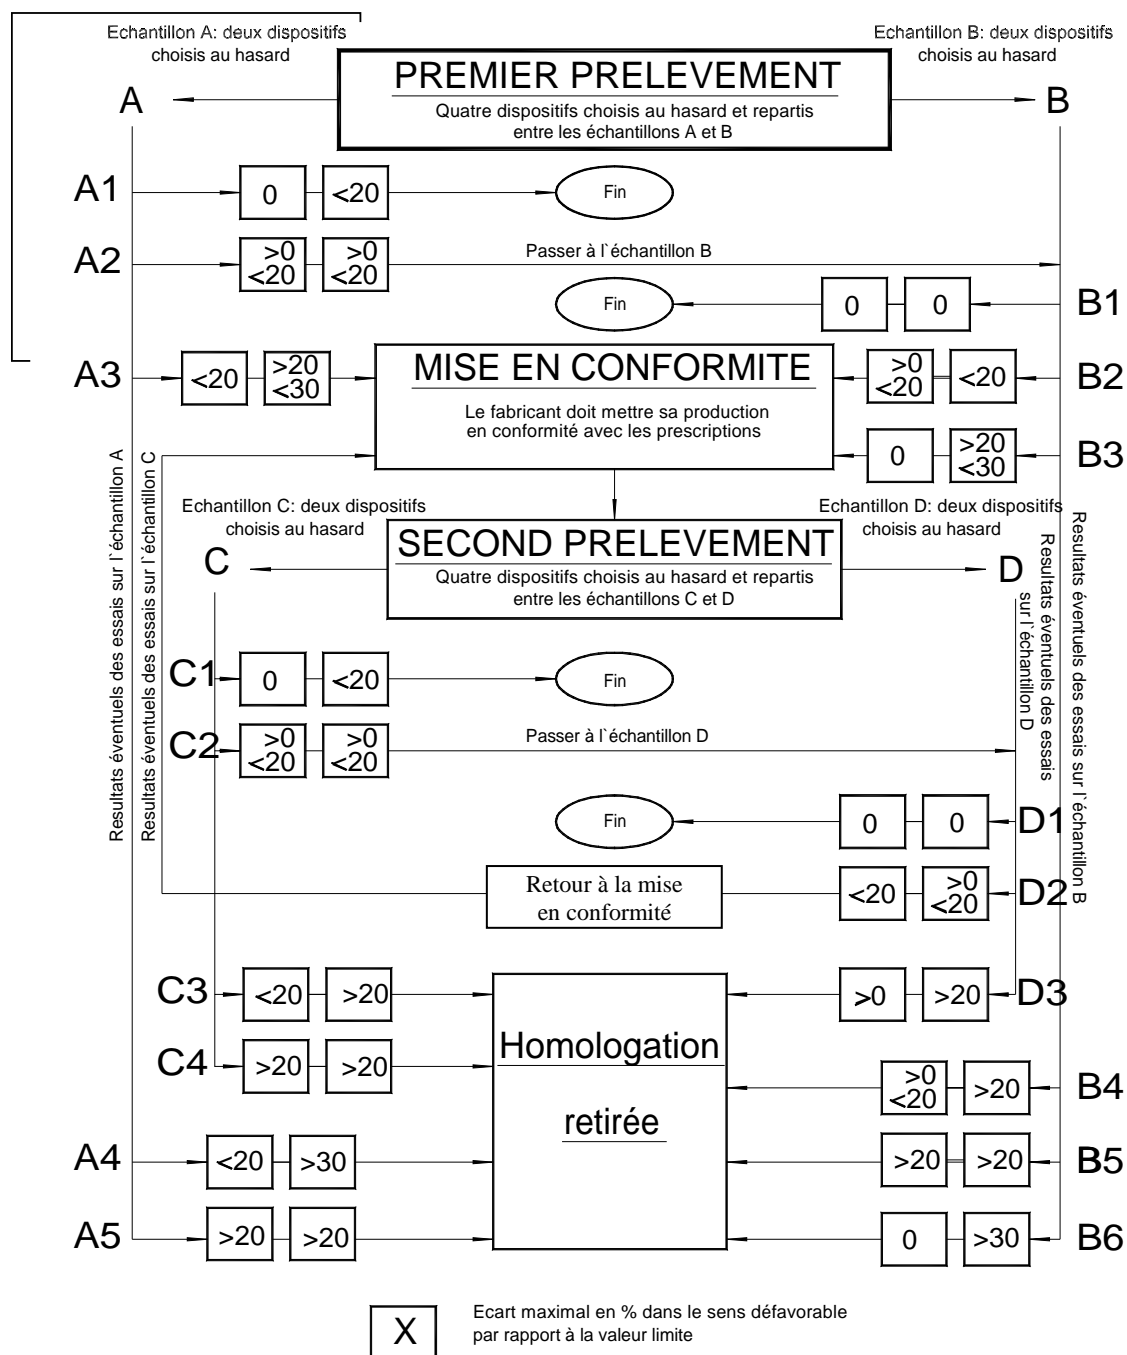 Echantillon A: deux dispositifs
choisis au hasard
Echantillon B: deux dispositifs
choisis au hasard
PREMIER PRELEVEMENT
Quatre dispositifs choisis au hasard et repartis
entre les échantillons A et B
A
B
A1
0
<20
Fin
A2
>0
<20
>0
<20
Passer à l`échantillon B
Fin
0
0
B1
A3
<20
>20
<30
MISE EN CONFORMITE
Le fabricant doit mettre sa production
en conformité avec les prescriptions
>0
<20
<20
B2
0
>20
<30
B3
Resultats éventuels des essais sur l`échantillon A
Resultats éventuels des essais sur l`échantillon C
Echantillon C: deux dispositifs
choisis au hasard
Echantillon D: deux dispositifs
choisis au hasard
SECOND PRELEVEMENT
Quatre dispositifs choisis au hasard et repartis
entre les échantillons C et D
C
D
Resultats éventuels des essais
sur l`échantillon D
Resultats éventuels des essais sur l`échantillon B
C1
0
<20
Fin
C2
>0
<20
>0
<20
Passer à l`échantillon D
Fin
0
0
D1
Retour à la mise
en conformité
<20
>0
<20
D2
C3
<20
>20
Homologation
retirée
>0
>20
D3
C4
>20
>20
>0
<20
>20
B4
A4
<20
>30
>20
>20
B5
A5
>20
>20
0
>30
B6
X
Ecart maximal en % dans le sens défavorable
par rapport à la valeur limite